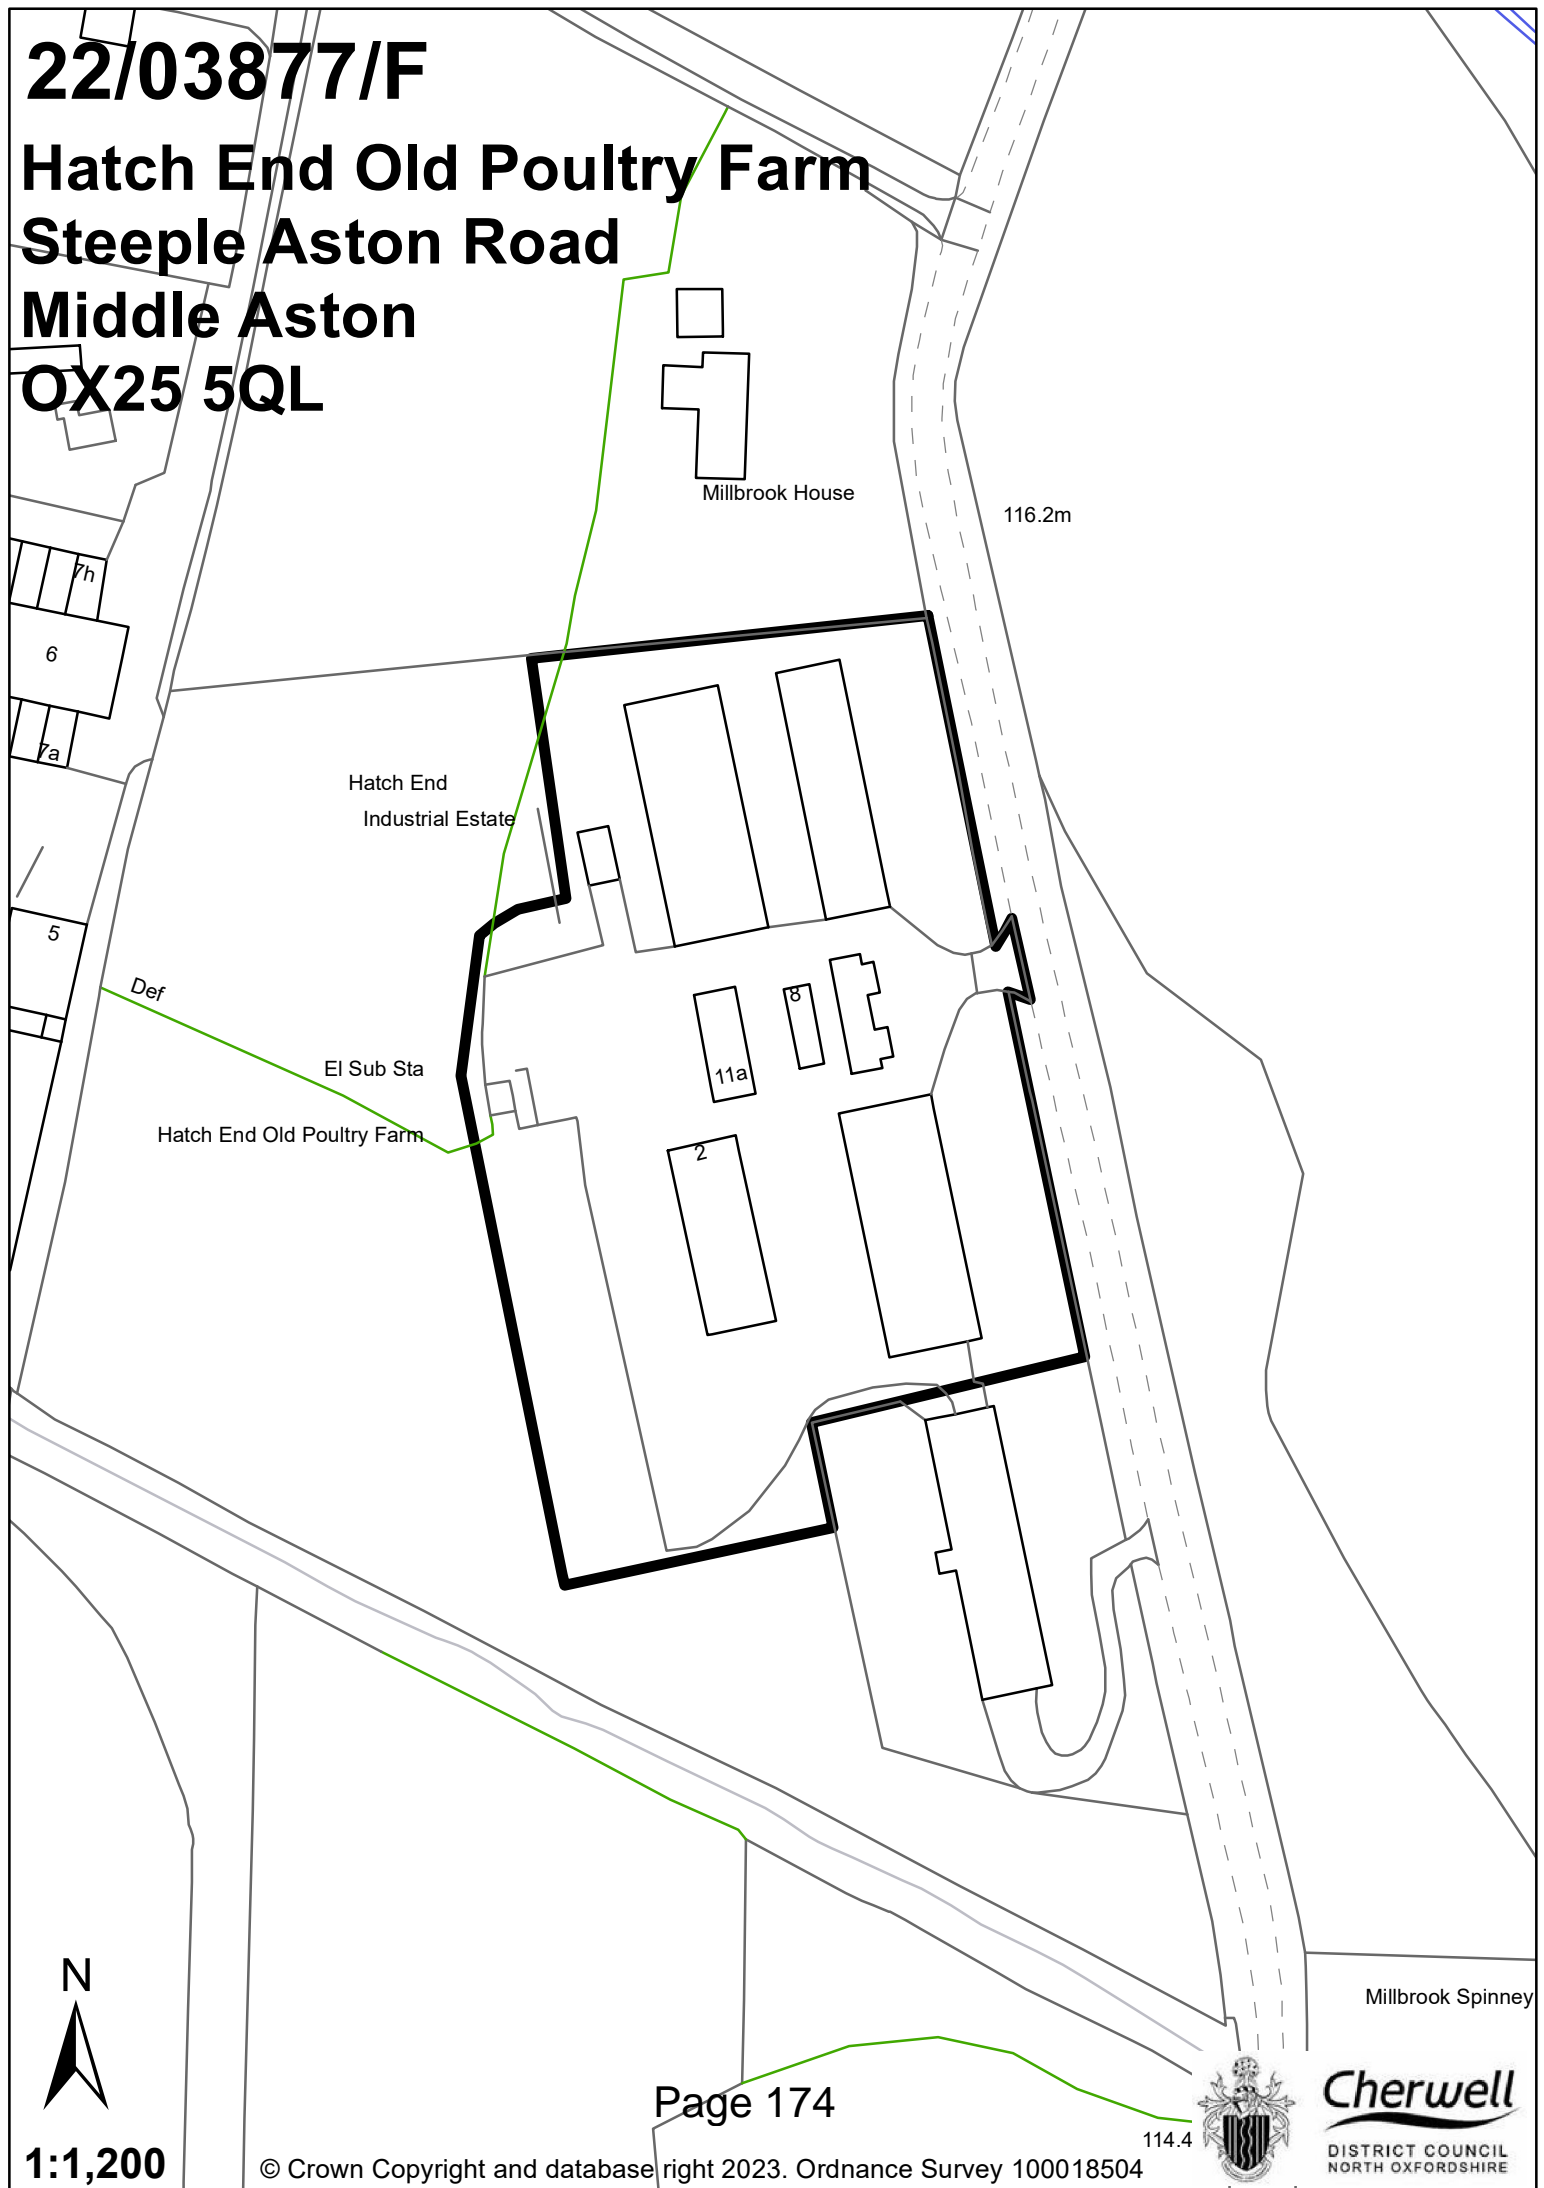 22/03877/F
Hatch End Old Poultry Farm
Steeple Aston Road
Middle Aston
OX25 5QL
Millbrook House
116.2m
7h
6
7a
Hatch End
Industrial Estate
5
Def
8
El Sub Sta
11a
Hatch End Old Poultry Farm
2
N
Millbrook Spinney
Page 174
114.4
1:1,200
© Crown Copyright and database right 2023. Ordnance Survey 100018504
Cherwell
DISTRICT COUNCIL
NORTH OXFORDSHIRE